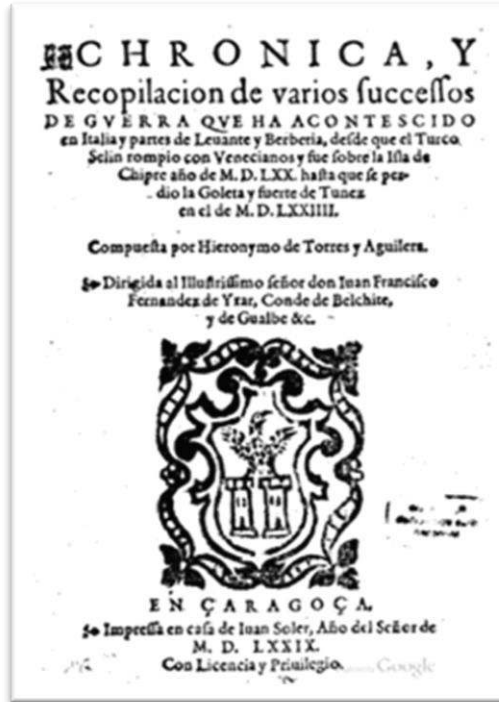 CHRONICA, Y
Recopilacion de varios ſucceſſos
DE GVERRA QVE HA ACONTESCIDO
en Italia y partes de Leuante y Berberia, deſde que el Turco
Selin rompio con Venecianos y fue ſobre la Iſla de
Chipre año de M. D. LXX. haſta que ſe per-
dio la Goleta y fuerte de Tunez
en el de M. D. LXXIIII.
Compueſta por Hieronymo de Torres y Aguilera.
Dirigida al Illuſtriſſimo ſeñor don Iuan Franciſco
Fernandez de Yxar, Conde de Belchite,
y de Gualbe &c.
EN ÇARAGOÇA,
Impreſſa en caſa de Iuan Soler, Año del Señor de
M. D. LXXIX.
Con Licencia y Priuilegio.
Google